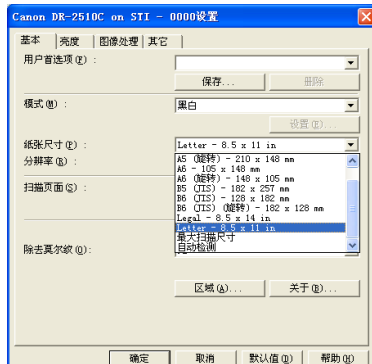 Canon DR-2510C on STI - 0000设置
基本 亮度 图像处理 其它
用户首选项(F) :
保存... 删除
模式(M) : 黑白
设置(E)...
纸张尺寸(P) : Letter - 8.5 x 11 in
分辨率(R) :
A5 (旋转) - 210 x 148 mm
A6 - 105 x 148 mm
A6 (旋转) - 148 x 105 mm
扫描页面(S) :
B5 (JIS) - 182 x 257 mm
B6 (JIS) - 128 x 182 mm
B6 (JIS) (旋转) - 182 x 128 mm
Legal - 8.5 x 14 in
Letter - 8.5 x 11 in
最大扫描尺寸
自动检测
除去莫尔纹(O):
区域(A)... 关于(B)...
确定 取消 默认值(D) 帮助(H)